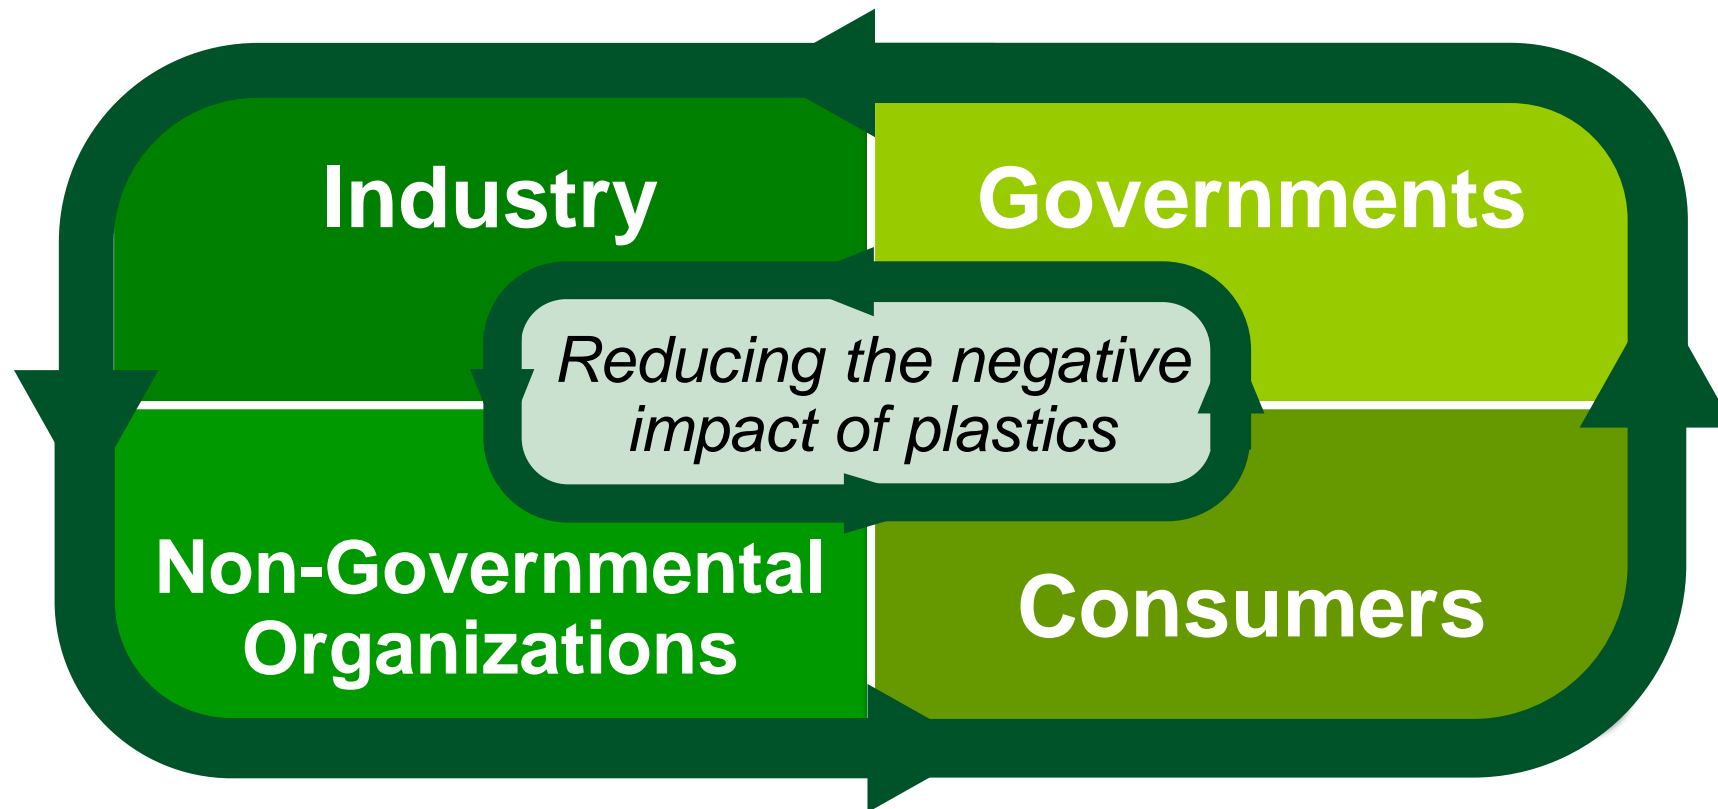 Industry
Governments
Reducing the negative
impact of plastics
Non-Governmental
Organizations
Consumers